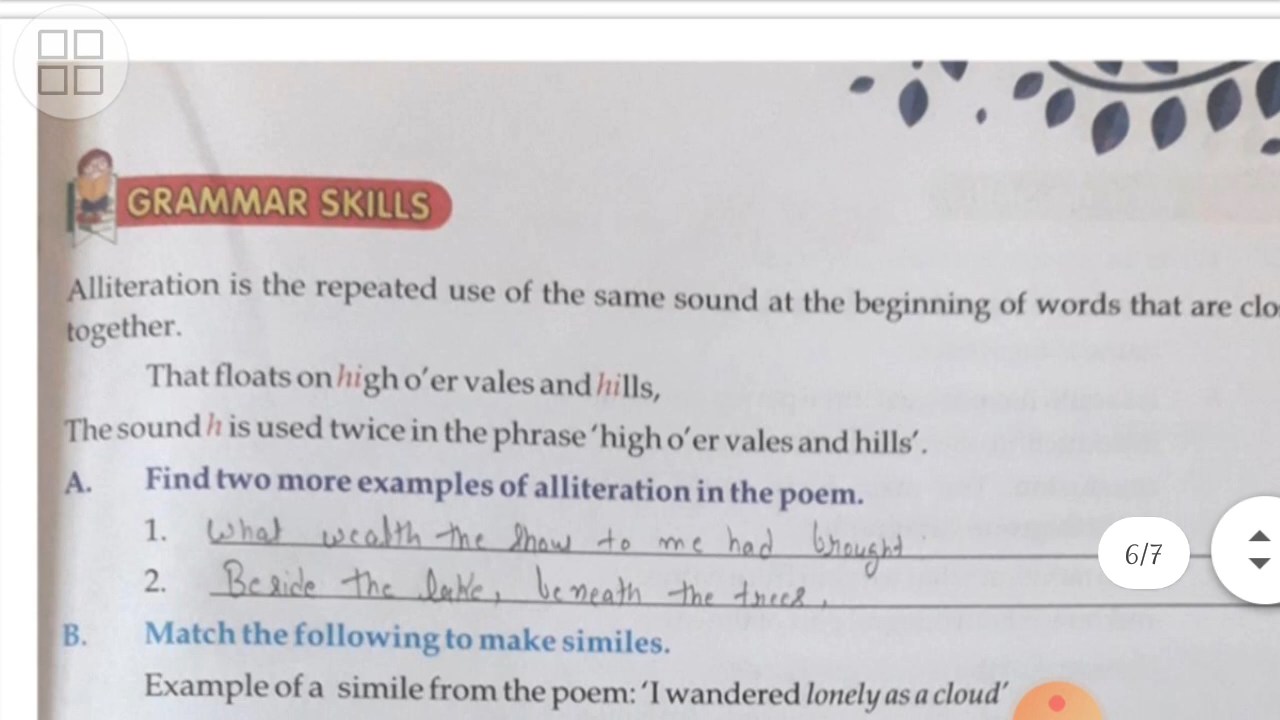 GRAMMAR SKILLS
Alliteration is the repeated use of the same sound at the beginning of words that are clo
together.
That floats on high o'er vales and hills,
The sound h is used twice in the phrase 'high o'er vales and hills'.
A. Find two more examples of alliteration in the poem.
1. What wealth the show to me had brought
2. Beside the lake, beneath the trees,
6/7
B. Match the following to make similes.
Example of a simile from the poem: 'I wandered lonely as a cloud'